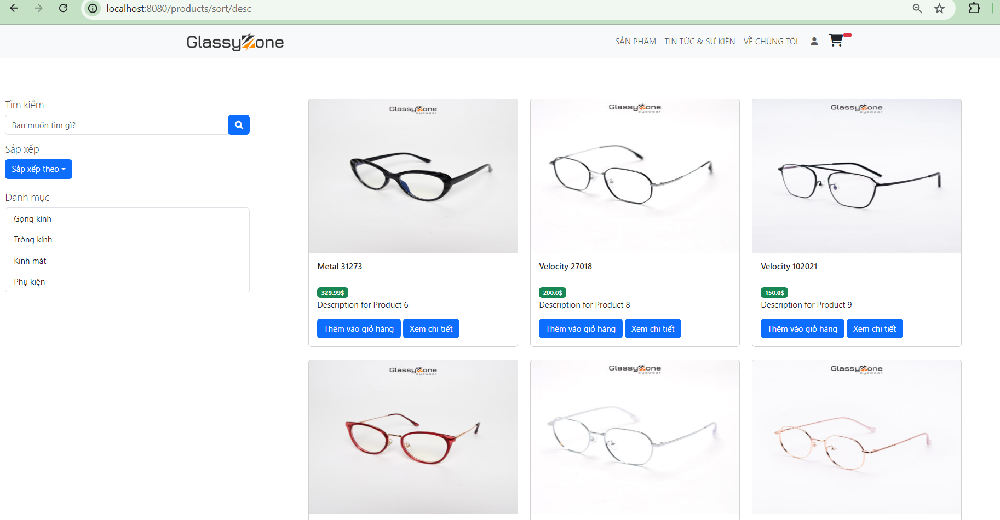 localhost:8080/products/sort/desc
GlassyZone
SẢN PHẨM
TIN TỨC & SỰ KIỆN
VỀ CHÚNG TÔI
Tìm kiếm
Bạn muốn tìm gì?
Sắp xếp
Sắp xếp theo
Danh mục
Gọng kính
Tròng kính
Kính mát
Phụ kiện
GlassyZone
eyewear
Metal 31273
329.99$
Description for Product 6
Thêm vào giỏ hàng
Xem chi tiết
GlassyZone
eyewear
Velocity 27018
200.0$
Description for Product 8
Thêm vào giỏ hàng
Xem chi tiết
GlassyZone
eyewear
Velocity 102021
150.0$
Description for Product 9
Thêm vào giỏ hàng
Xem chi tiết
GlassyZone
eyewear
GlassyZone
eyewear
GlassyZone
eyewear